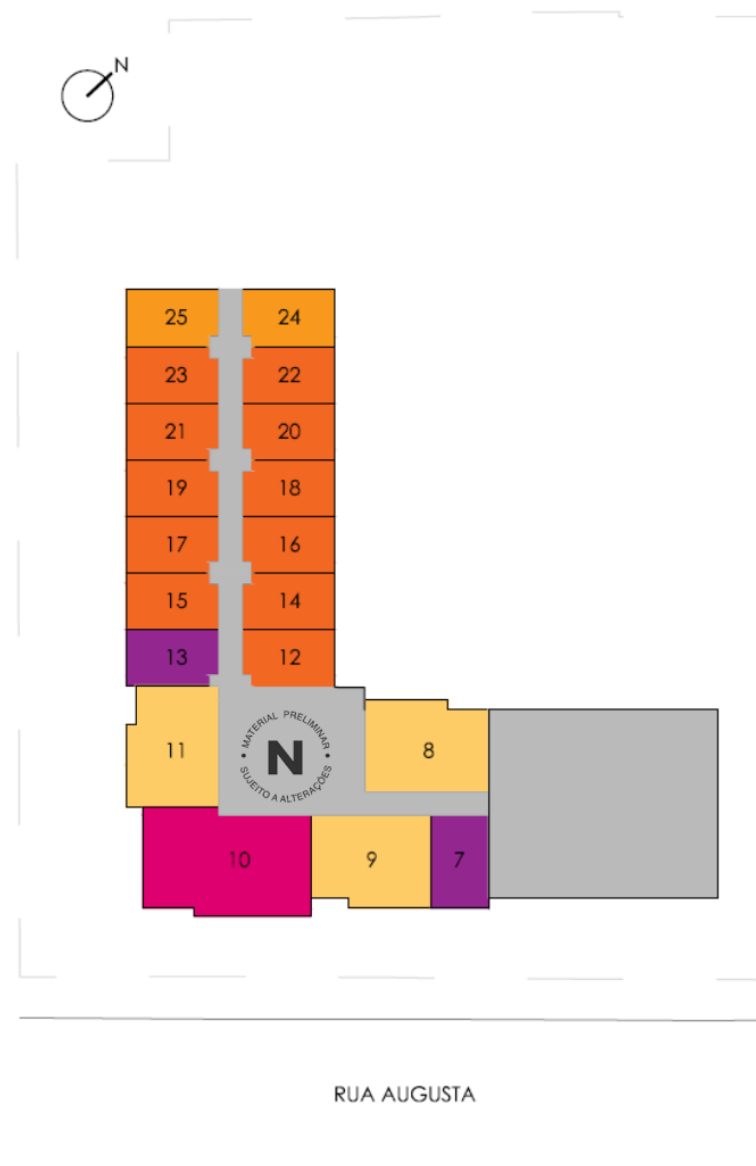 N
25 24
23 22
21 20
19 18
17 16
15 14
13 12
MATERIAL PRELIMINAR
N
SUJEITO A ALTERAÇÕES
11
8
10
9
7
RUA AUGUSTA